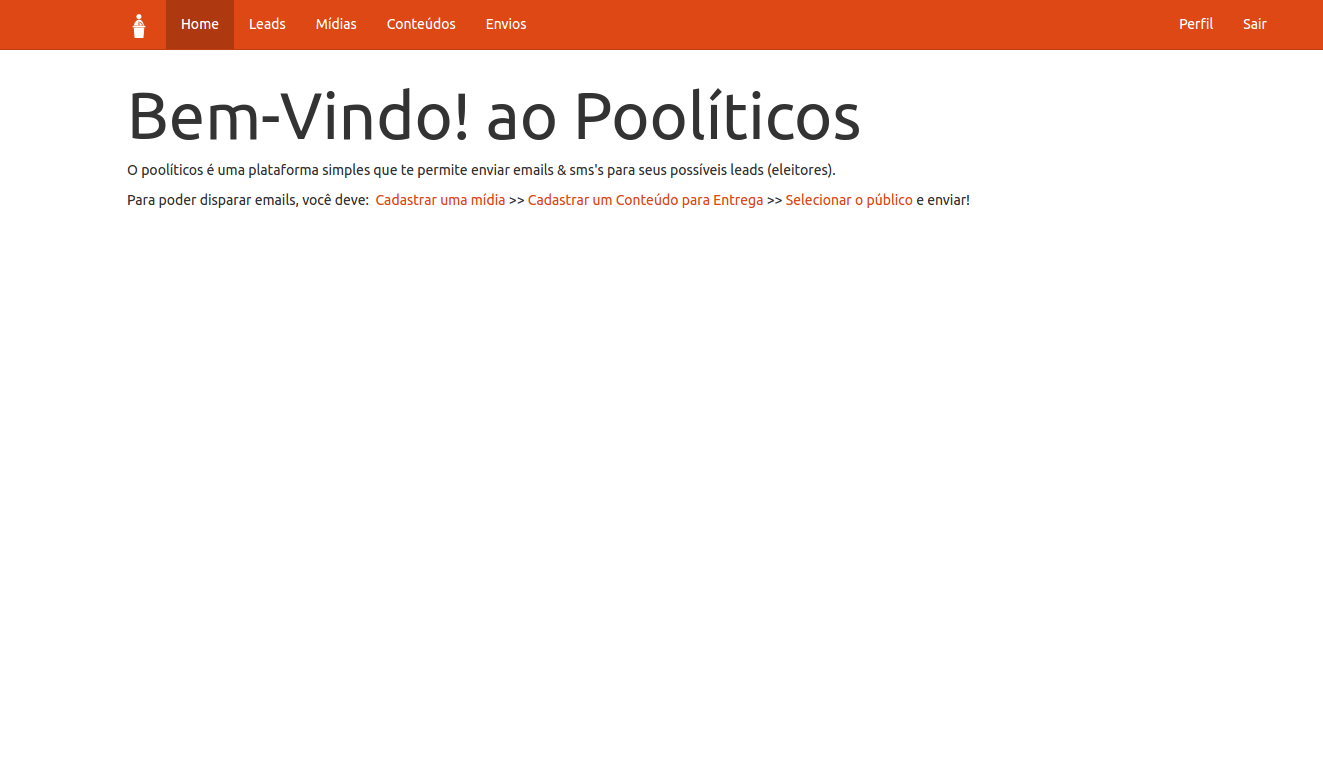 Home Leads Mídias Conteúdos Envios Perfil Sair
Bem-Vindo! ao Poolíticos
O poolíticos é uma plataforma simples que te permite enviar emails & sms's para seus possíveis leads (eleitores).
Para poder disparar emails, você deve: Cadastrar uma mídia >> Cadastrar um Conteúdo para Entrega >> Selecionar o público e enviar!